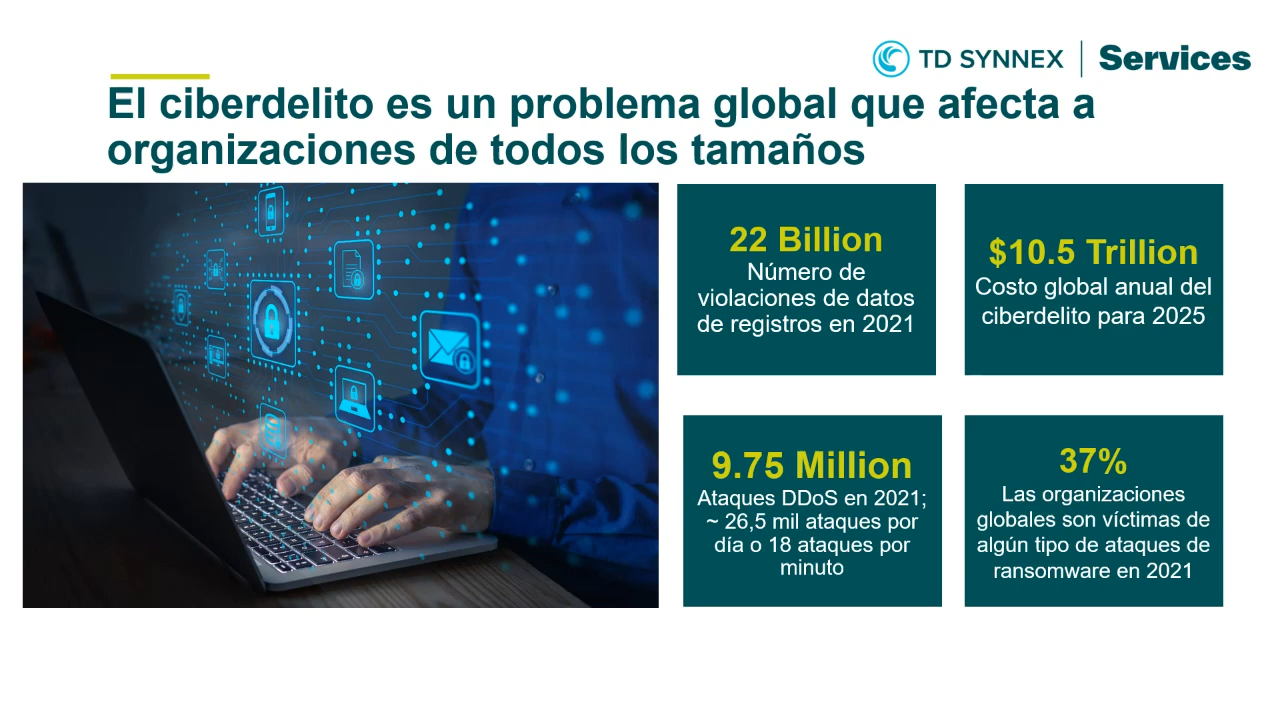 TD SYNNEX | Services
El ciberdelito es un problema global que afecta a
organizaciones de todos los tamaños
22 Billion
Número de
violaciones de datos
de registros en 2021
$10.5 Trillion
Costo global anual del
ciberdelito para 2025
9.75 Million
Ataques DDoS en 2021;
~ 26,5 mil ataques por
día o 18 ataques por
minuto
37%
Las organizaciones
globales son víctimas de
algún tipo de ataques de
ransomware en 2021